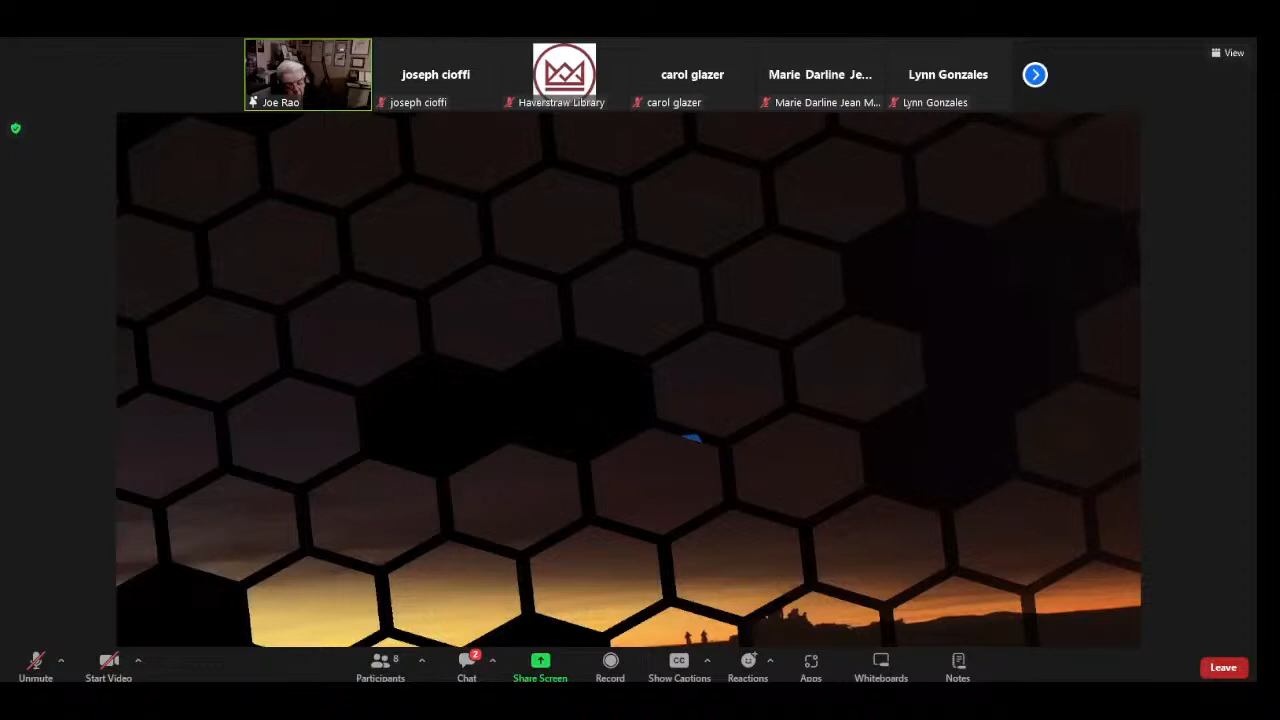 View
joseph cioffi
carol glazer
Marie Darline Je...
Lynn Gonzales
Joe Rao
joseph cioffi
Haverstraw Library
carol glazer
Marie Darline Jean M...
Lynn Gonzales
8
2
CC
Unmute
Start Video
Participants
Chat
Share Screen
Record
Show Captions
Reactions
Apps
Whiteboards
Notes
Leave